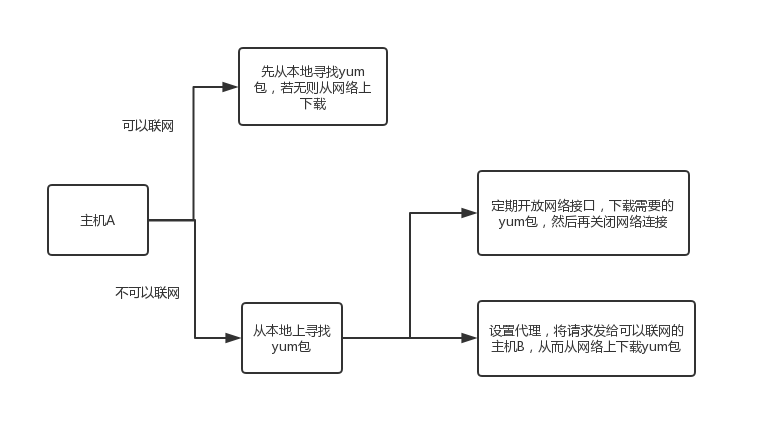 先从本地寻找yum
包，若无则从网络上
下载
可以联网
主机A
不可以联网
从本地上寻找
yum包
定期开放网络接口，下载需要的
yum包，然后再关闭网络连接
设置代理，将请求发给可以联网的
主机B，从而从网络上下载yum包